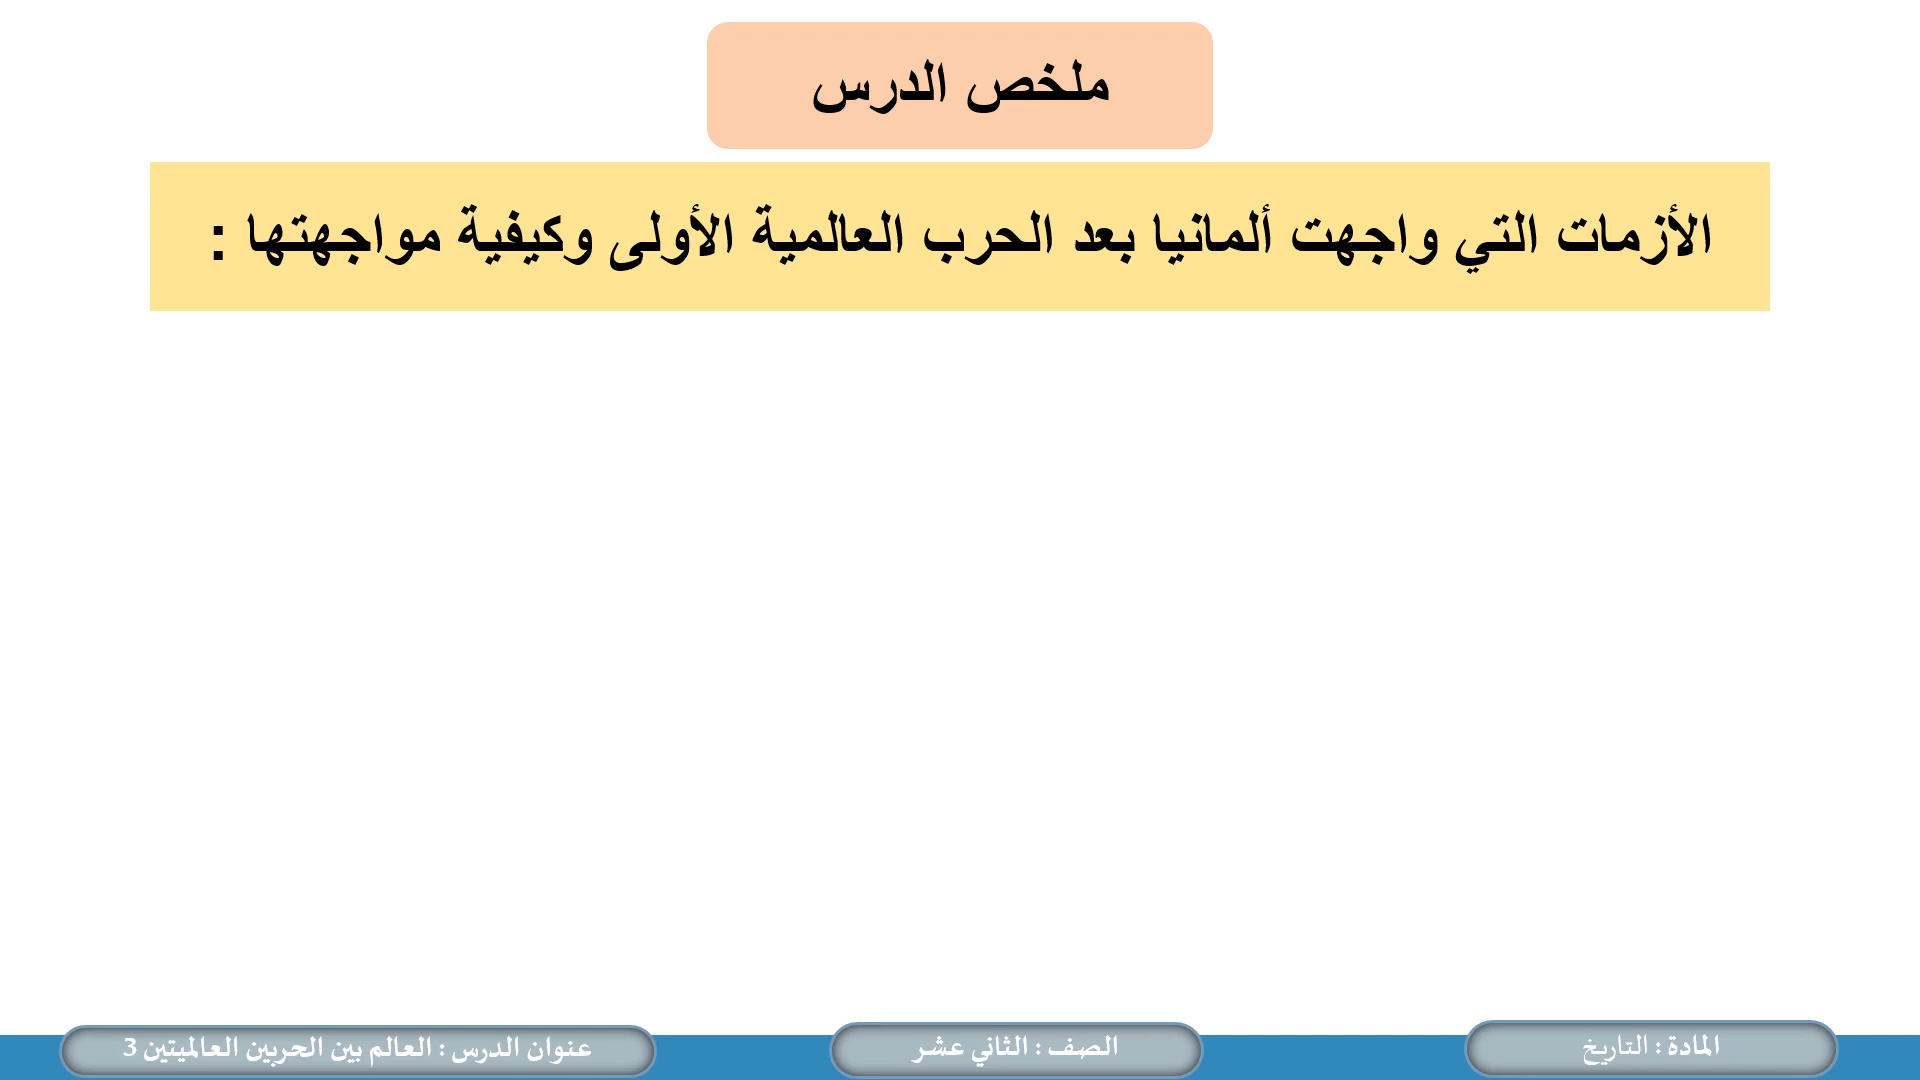 ملخص الدرس
الأزمات التي واجهت ألمانيا بعد الحرب العالمية الأولى وكيفية مواجهتها :
المادة : التاريخ
الصف : الثاني عشر
عنوان الدرس : العالم بين الحربين العالميتين 3